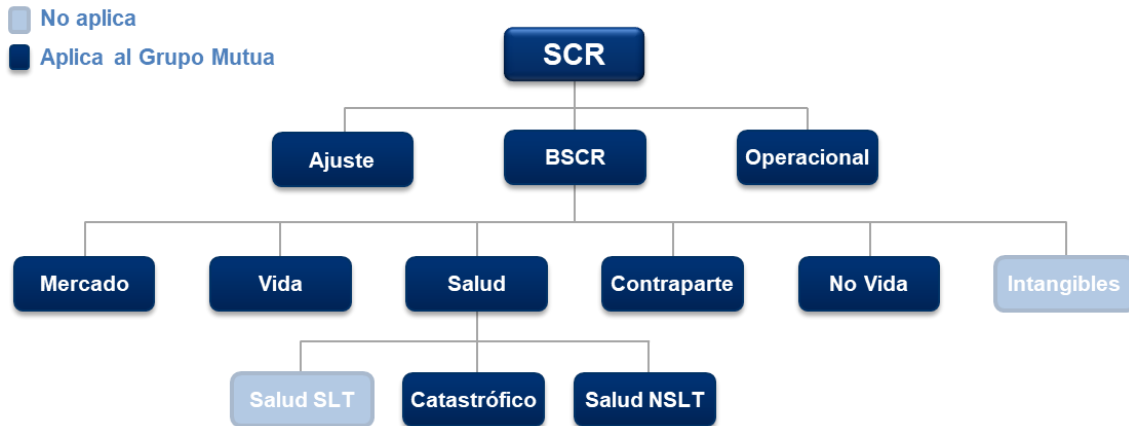 No aplica
Aplica al Grupo Mutua
SCR
Ajuste
BSCR
Operacional
Mercado
Vida
Salud
Contraparte
No Vida
Intangibles
Salud SLT
Catastrófico
Salud NSLT